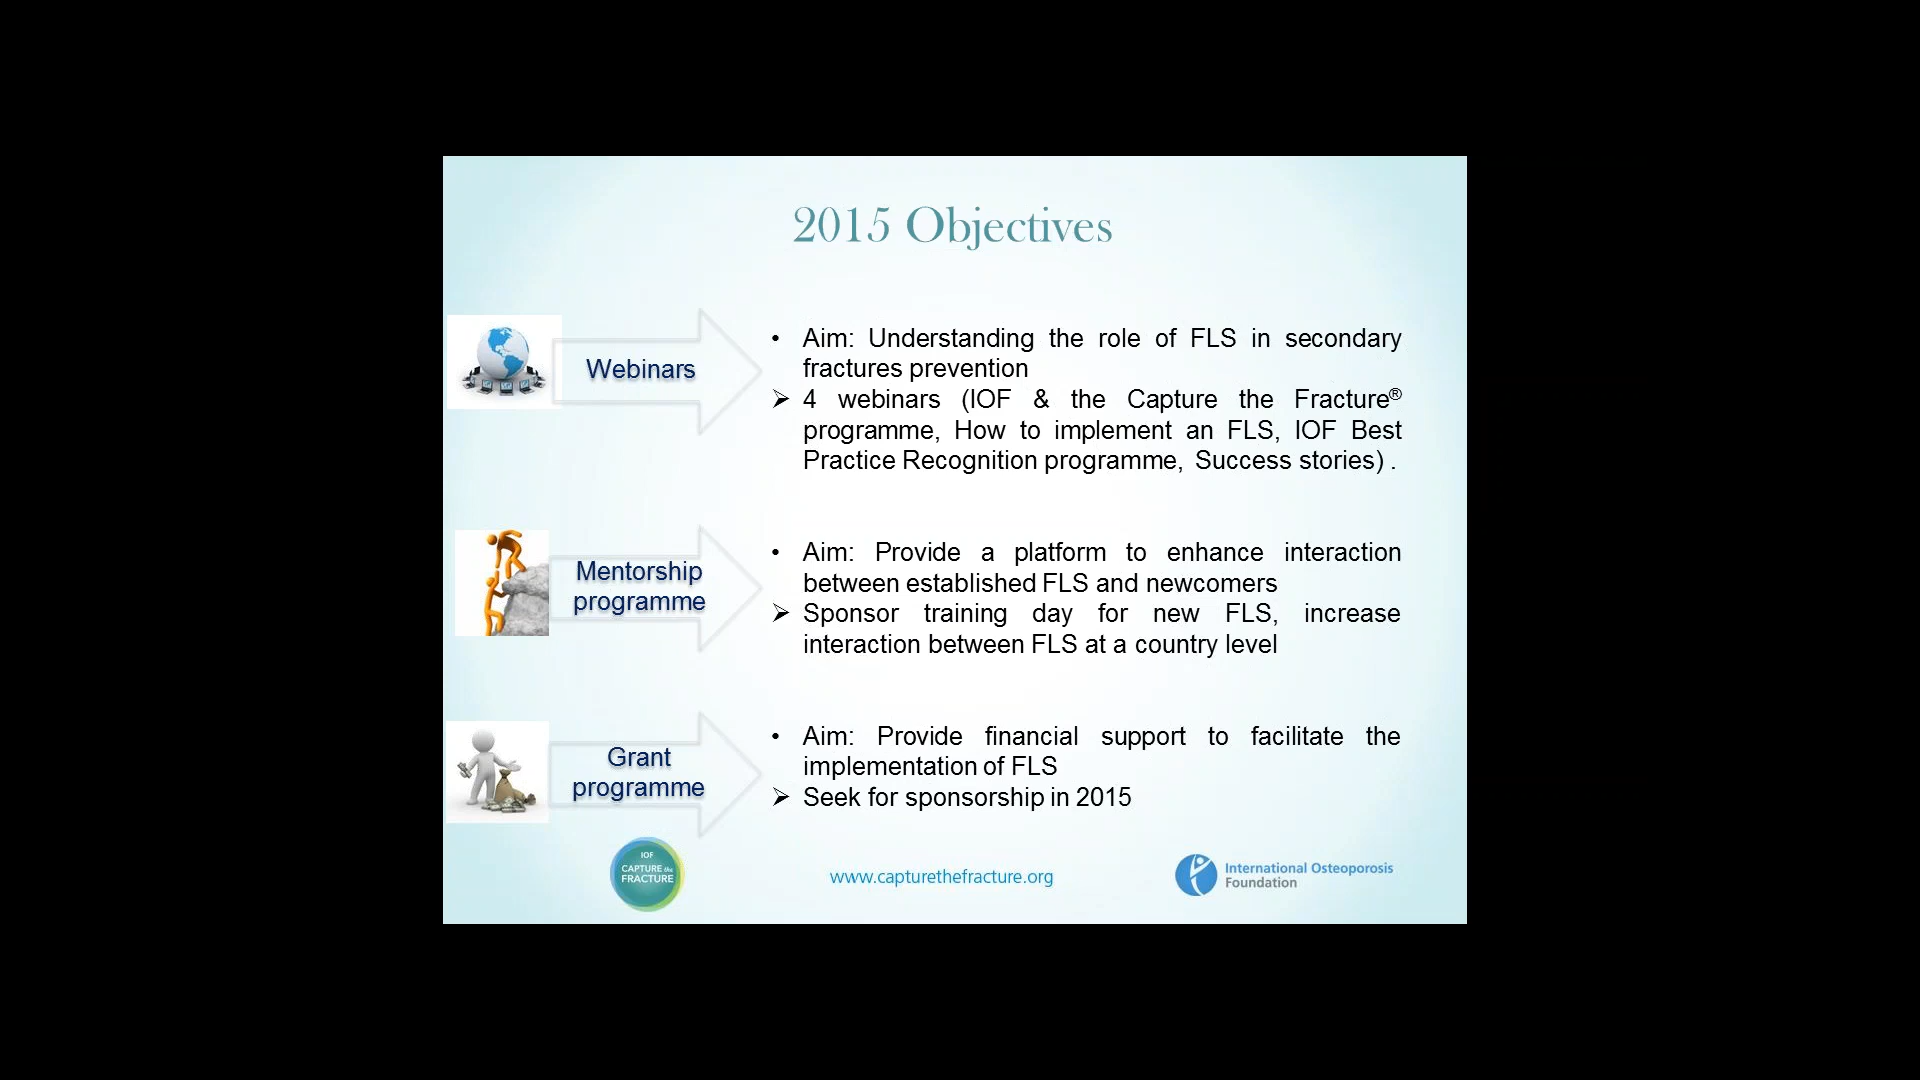 2015 Objectives
Webinars
• Aim: Understanding the role of FLS in secondary
fractures prevention
➢ 4 webinars (IOF & the Capture the Fracture®
programme, How to implement an FLS, IOF Best
Practice Recognition programme, Success stories) .
Mentorship
programme
• Aim: Provide a platform to enhance interaction
between established FLS and newcomers
➢ Sponsor training day for new FLS, increase
interaction between FLS at a country level
Grant
programme
• Aim: Provide financial support to facilitate the
implementation of FLS
➢ Seek for sponsorship in 2015
IOF
CAPTURE the
FRACTURE
www.capturethefracture.org
International Osteoporosis
Foundation